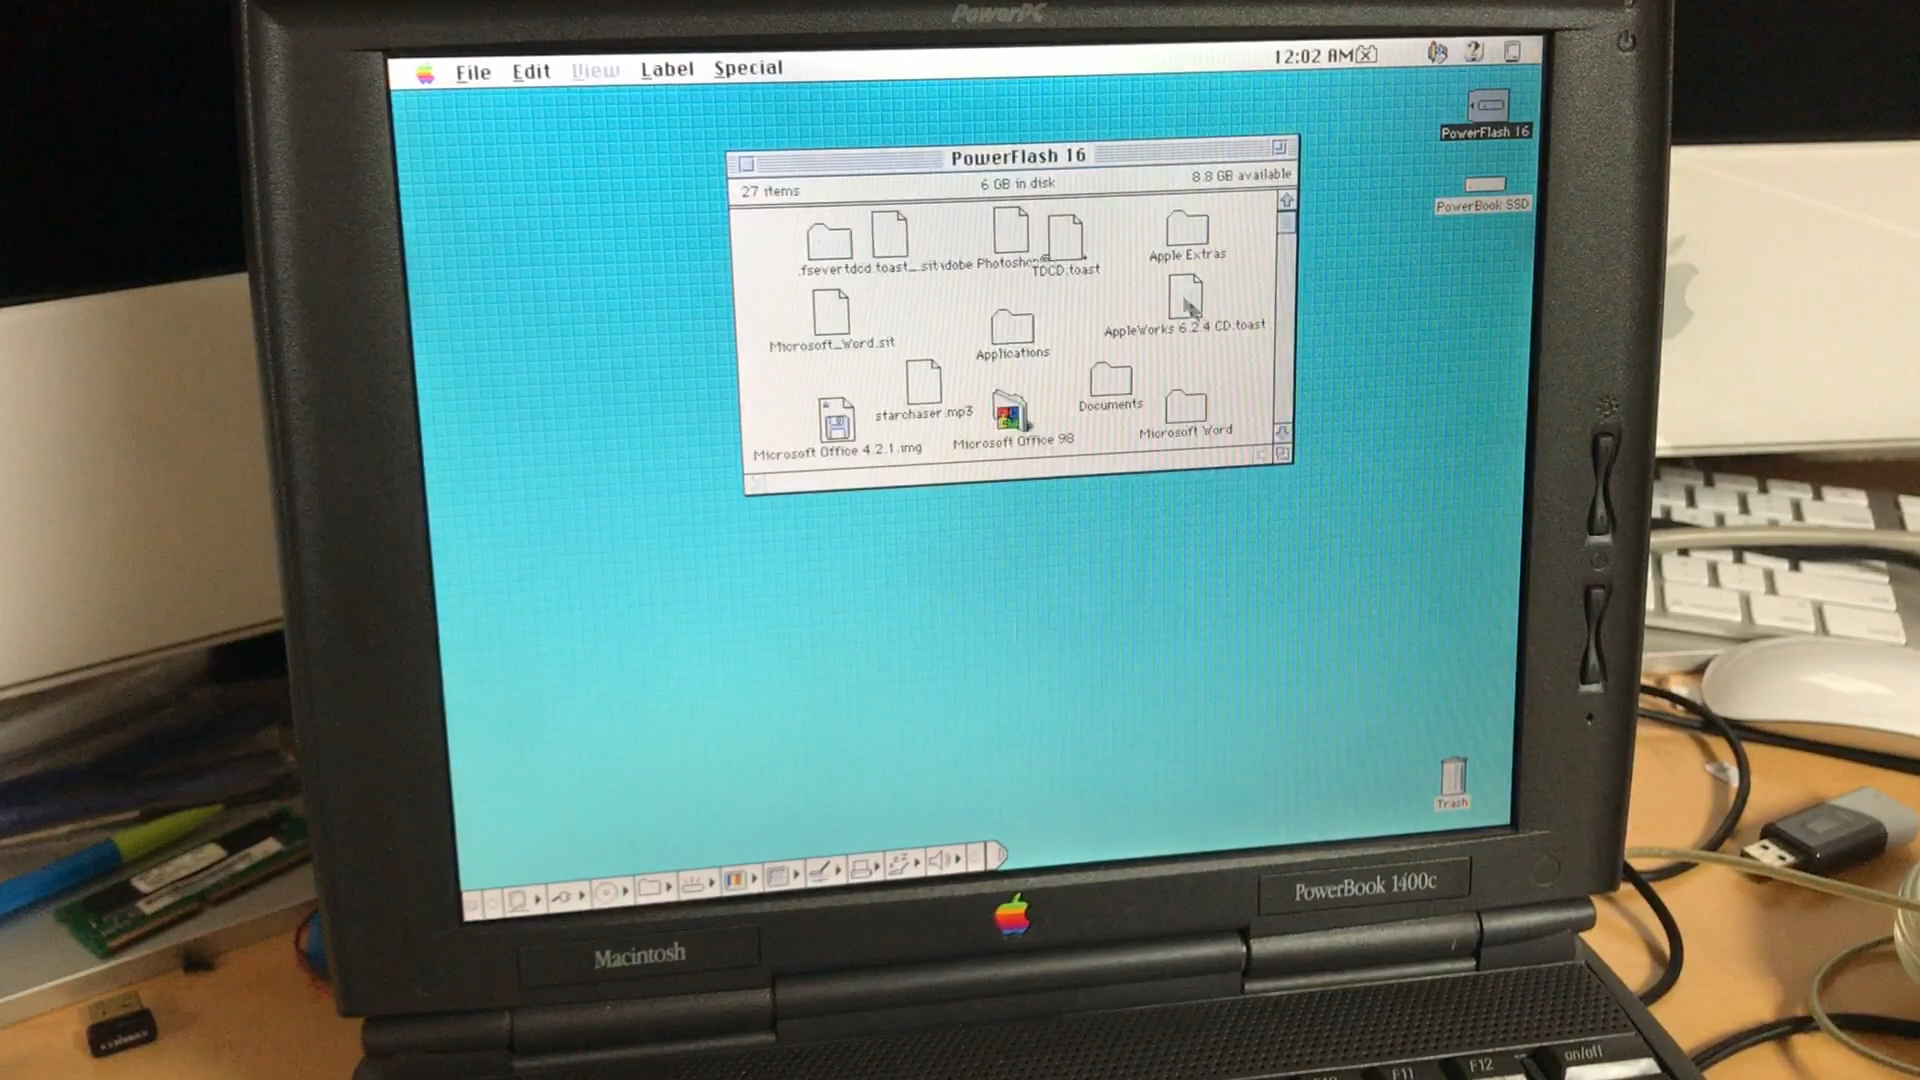 PowerPC
File Edit View Label Special 12:02 AM
PowerFlash 16
PowerBook SSD
PowerFlash 16
27 items 6 GB in disk 8.8 GB available
.fsever tdcd.toast_.sit Adobe Photoshop TDCD.toast Apple Extras
Microsoft_Word.sit Applications AppleWorks 6.2.4 CD.toast
starchaser.mp3 Documents
Microsoft Office 4.2.1.img Microsoft Office 98 Microsoft Word
Trash
Macintosh
PowerBook 1400c
F11 F12 on/off